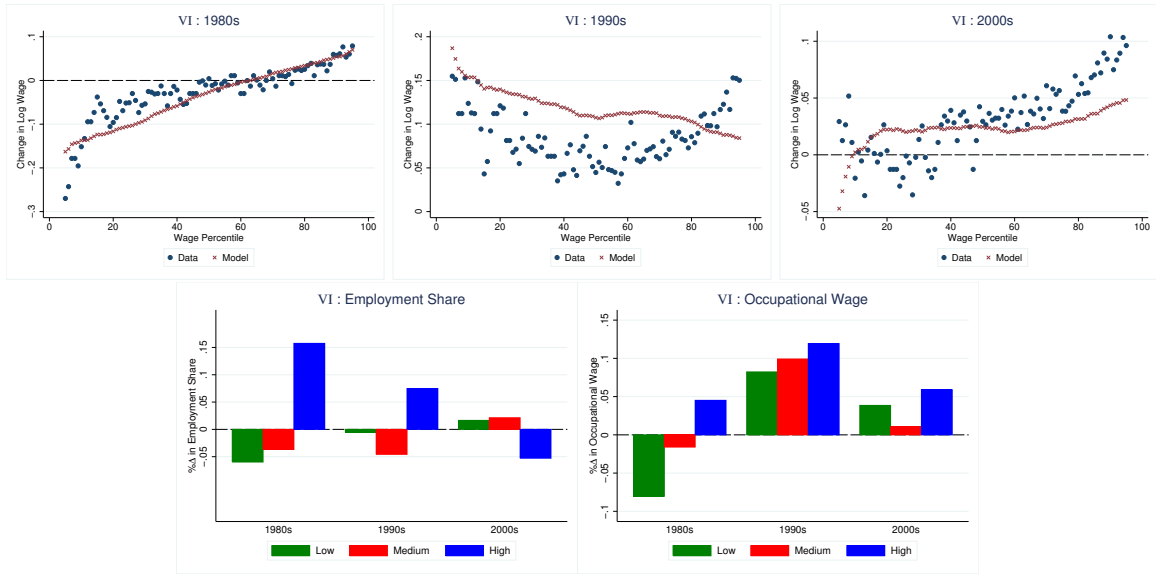 VI : 1980s
Change in Log Wage
.1
0
-.1
-.2
-.3
0 20 40 60 80 100
Wage Percentile
Data Model
VI : 1990s
Change in Log Wage
.2
.15
.1
.05
0
0 20 40 60 80 100
Wage Percentile
Data Model
VI : 2000s
Change in Log Wage
.1
.05
0
-.05
0 20 40 60 80 100
Wage Percentile
Data Model
VI : Employment Share
%Δ in Employment Share
.15
.1
.05
0
-.05
1980s 1990s 2000s
Low Medium High
VI : Occupational Wage
%Δ in Occupational Wage
.15
.1
.05
0
-.05
-.1
1980s 1990s 2000s
Low Medium High